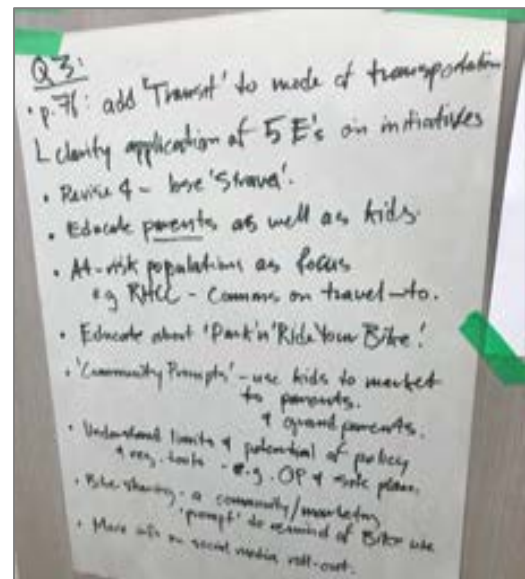 Q3:
• p.76: add 'Transit' to mode of transportation
L clarify application of 5 E's on initiatives
• Revise 4 - lose 'Strava'.
• Educate parents as well as kids.
• At-risk populations as focus
eg RHCC - Comms on travel-to.
• Educate about 'Park 'n' Ride Your Bike!'
• 'Community Prompts' - use kids to market
to parents.
& grandparents.
• Understand limits & potential of policy
& reg. tools - e.g. OP & site plan.
• Bike sharing - a community/marketing
'prompt' to remind of Bike use
• More info on social media roll-out.